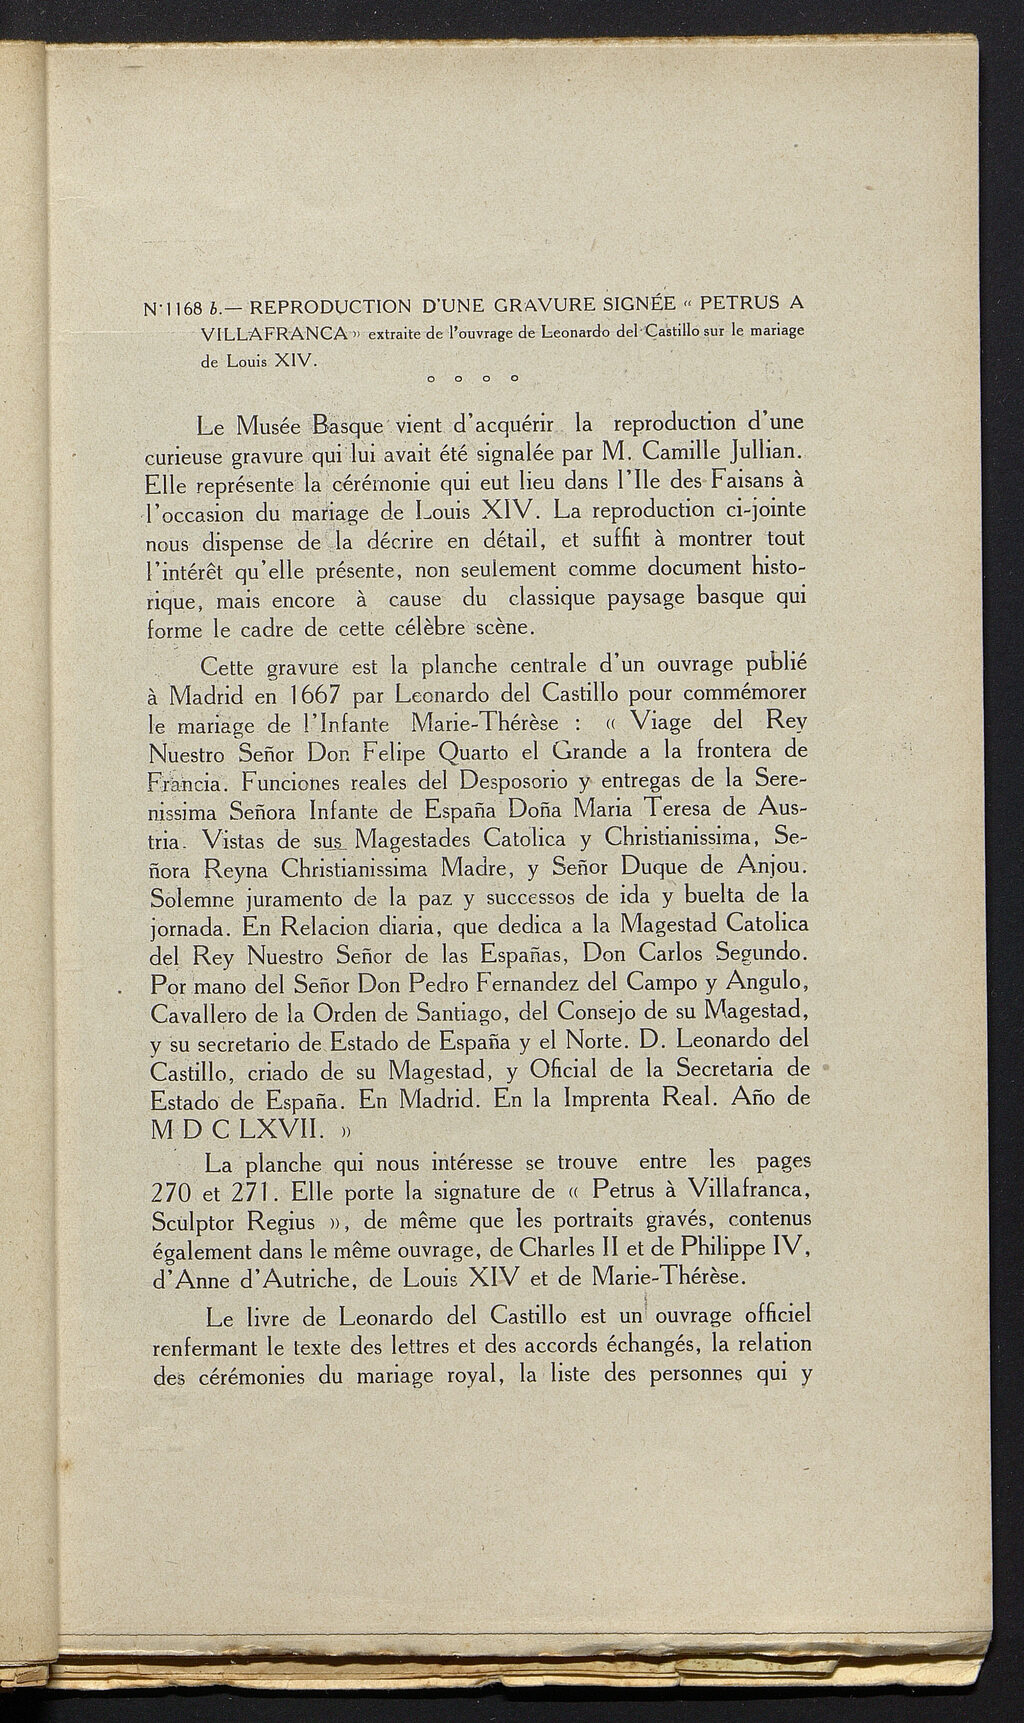 N° 1168 b. — REPRODUCTION D'UNE GRAVURE SIGNÉE « PETRUS A
VILLAFRANCA » extraite de l'ouvrage de Leonardo del Castillo sur le mariage
de Louis XIV.
o o o o
Le Musée Basque vient d'acquérir la reproduction d'une
curieuse gravure qui lui avait été signalée par M. Camille Jullian.
Elle représente la cérémonie qui eut lieu dans l'Ile des Faisans à
l'occasion du mariage de Louis XIV. La reproduction ci-jointe
nous dispense de la décrire en détail, et suffit à montrer tout
l'intérêt qu'elle présente, non seulement comme document histo-
rique, mais encore à cause du classique paysage basque qui
forme le cadre de cette célèbre scène.
Cette gravure est la planche centrale d'un ouvrage publié
à Madrid en 1667 par Leonardo del Castillo pour commémorer
le mariage de l'Infante Marie-Thérèse : « Viage del Rey
Nuestro Señor Don Felipe Quarto el Grande a la frontera de
Francia. Funciones reales del Desposorio y entregas de la Sere-
nissima Señora Infante de España Doña Maria Teresa de Aus-
tria. Vistas de sus Magestades Catolica y Christianissima, Se-
ñora Reyna Christianissima Madre, y Señor Duque de Anjou.
Solemne juramento de la paz y successos de ida y buelta de la
jornada. En Relacion diaria, que dedica a la Magestad Catolica
del Rey Nuestro Señor de las Españas, Don Carlos Segundo.
Por mano del Señor Don Pedro Fernandez del Campo y Angulo,
Cavallero de la Orden de Santiago, del Consejo de su Magestad,
y su secretario de Estado de España y el Norte. D. Leonardo del
Castillo, criado de su Magestad, y Oficial de la Secretaria de
Estado de España. En Madrid. En la Imprenta Real. Año de
M D C LXVII. »
La planche qui nous intéresse se trouve entre les pages
270 et 271. Elle porte la signature de « Petrus à Villafranca,
Sculptor Regius », de même que les portraits gravés, contenus
également dans le même ouvrage, de Charles II et de Philippe IV,
d'Anne d'Autriche, de Louis XIV et de Marie-Thérèse.
Le livre de Leonardo del Castillo est un ouvrage officiel
renfermant le texte des lettres et des accords échangés, la relation
des cérémonies du mariage royal, la liste des personnes qui y